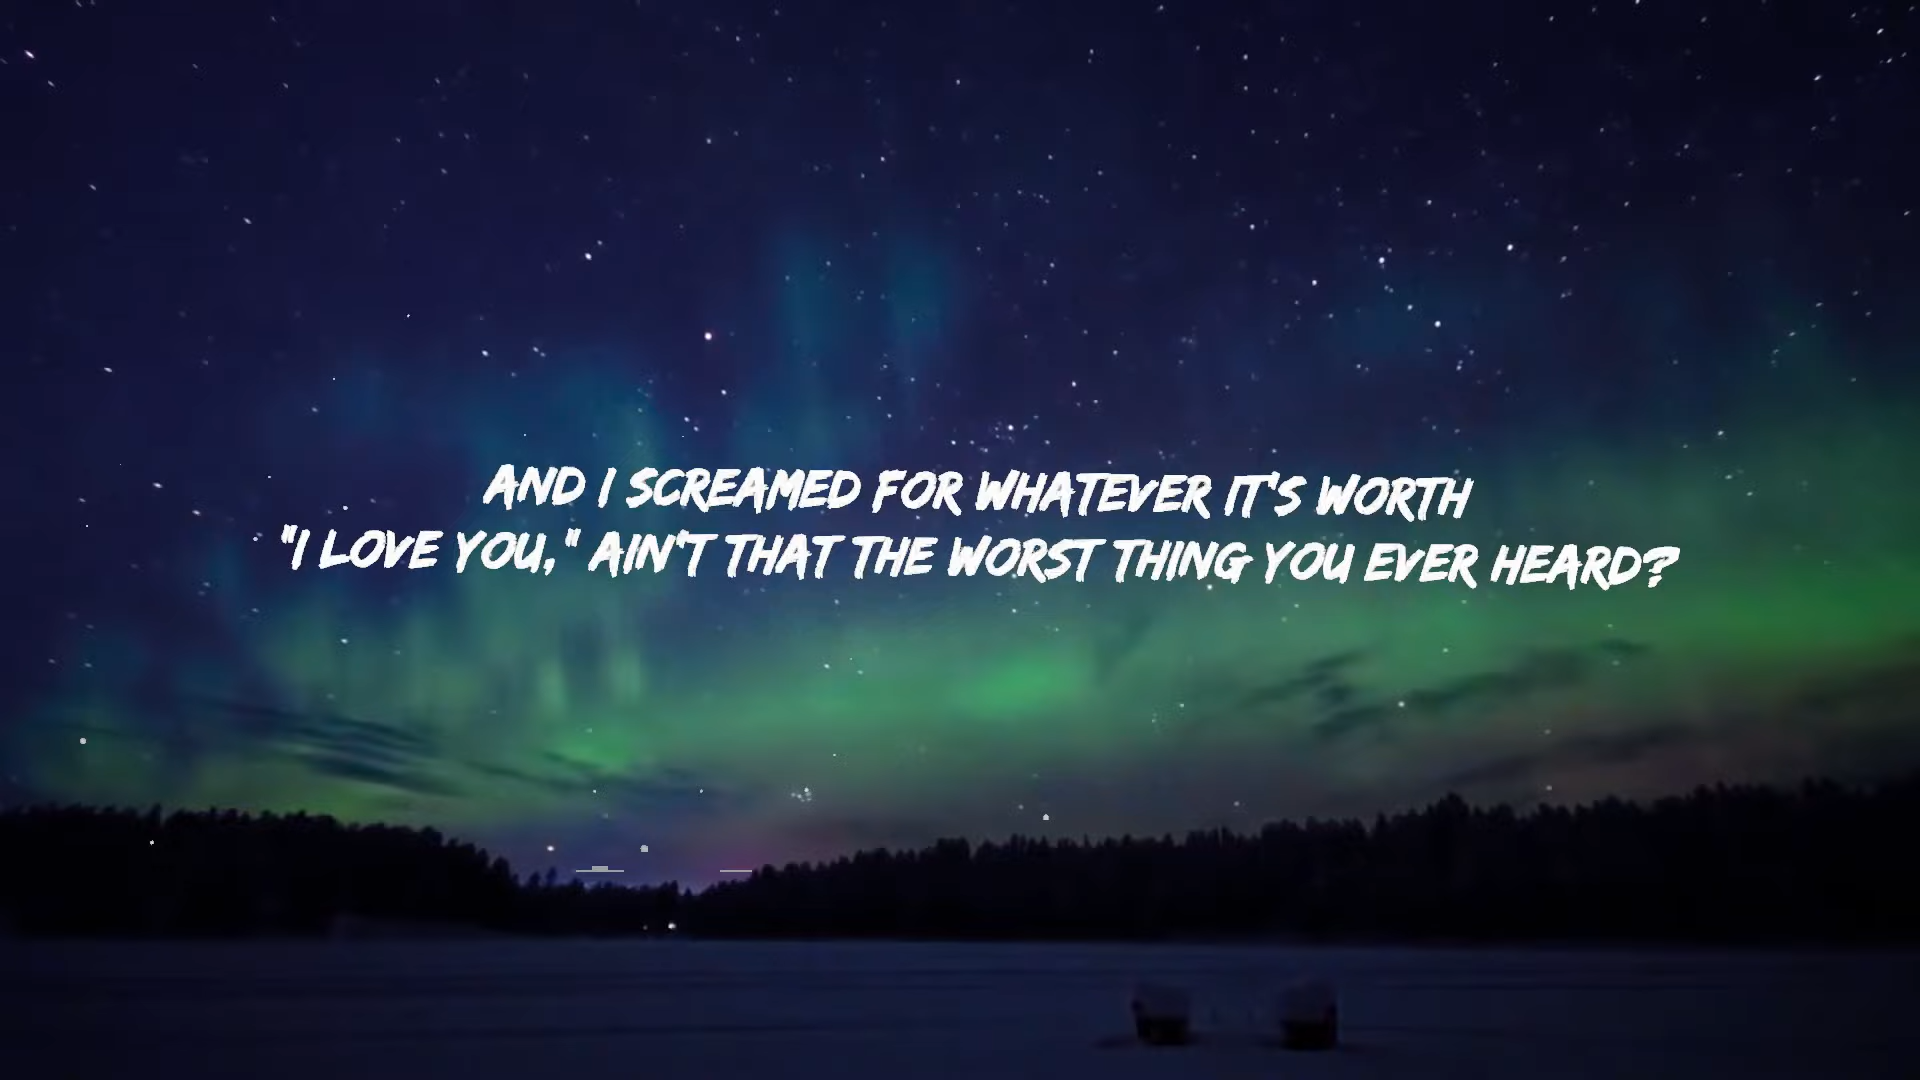 AND I SCREAMED FOR WHATEVER IT'S WORTH
"I LOVE YOU," AIN'T THAT THE WORST THING YOU EVER HEARD?